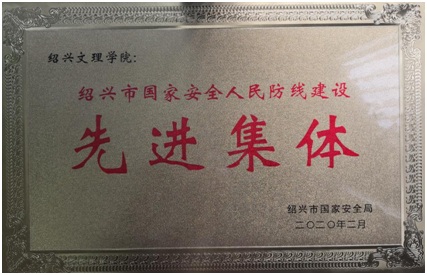 绍兴文理学院：
绍兴市国家安全人民防线建设
先进集体
绍兴市国家安全局
二〇二〇年二月